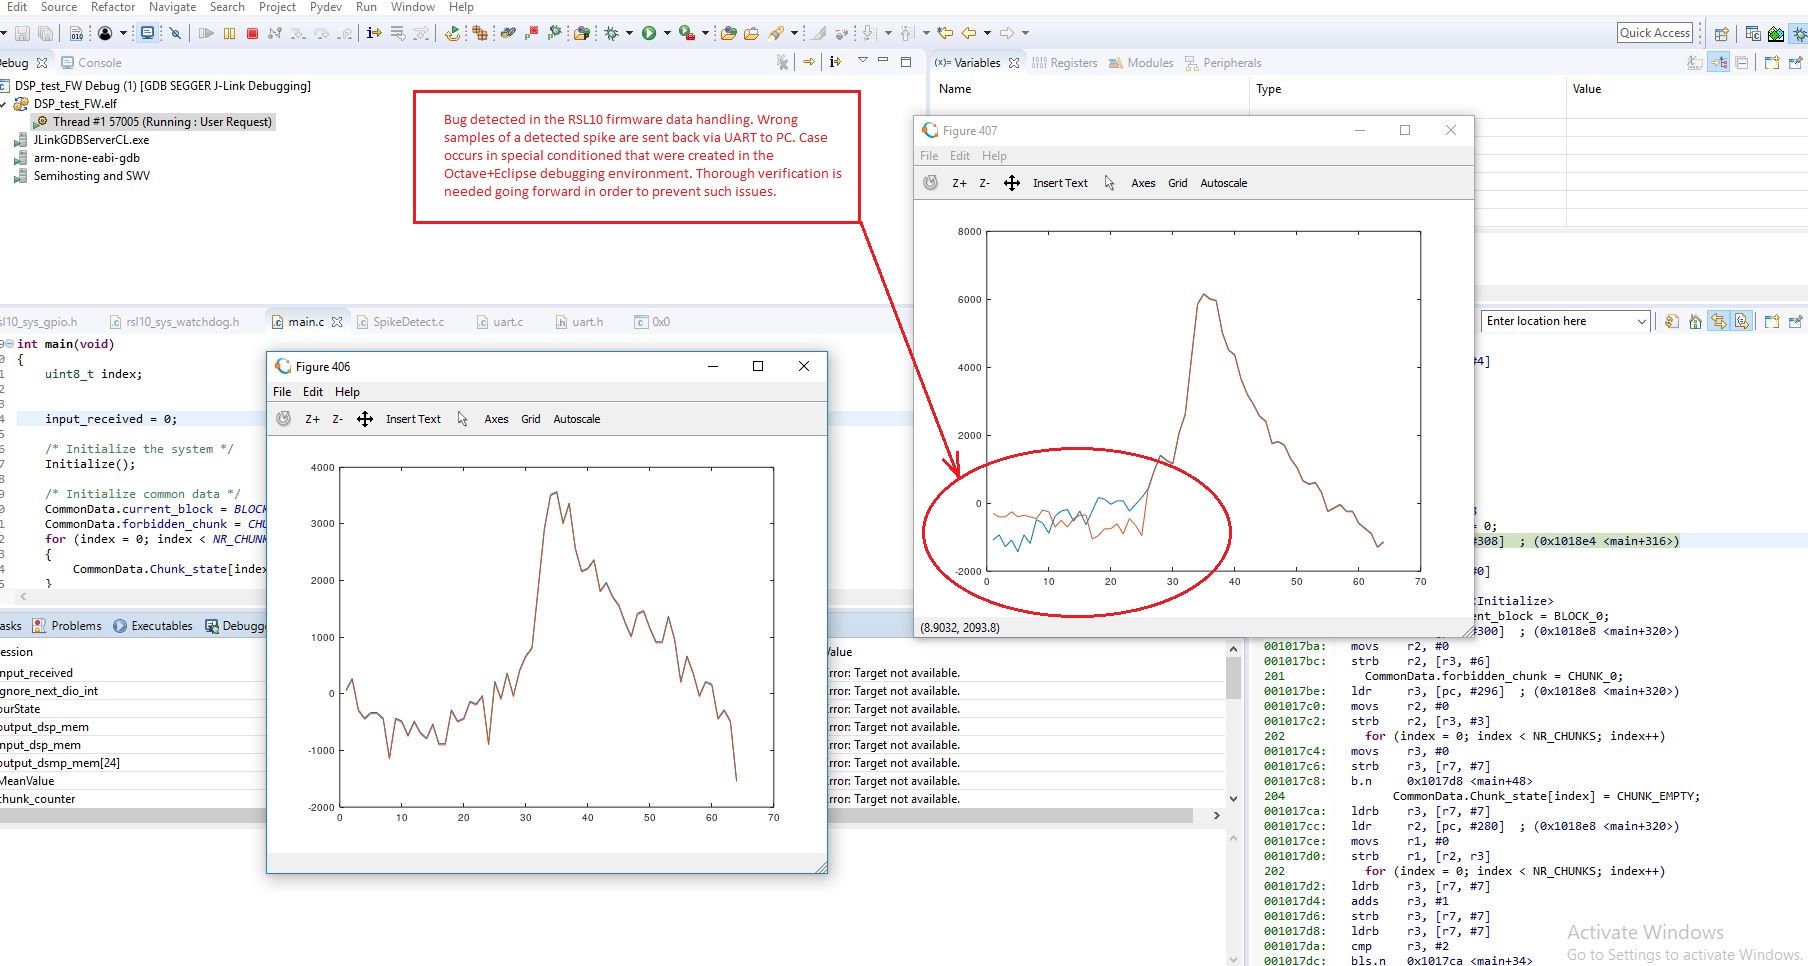 Edit Source Refactor Navigate Search Project Pydev Run Window Help
Quick Access
Debug Console
DSP_test_FW Debug (1) [GDB SEGGER J-Link Debugging]
DSP_test_FW.elf
Thread #1 57005 (Running : User Request)
JLinkGDBServerCL.exe
arm-none-eabi-gdb
Semihosting and SWV
(x)= Variables Registers Modules Peripherals
Name Type Value
Bug detected in the RSL10 firmware data handling. Wrong
samples of a detected spike are sent back via UART to PC. Case
occurs in special conditioned that were created in the
Octave+Eclipse debugging environment. Thorough verification is
needed going forward in order to prevent such issues.
Figure 407
File Edit Help
Z+ Z- Insert Text Axes Grid Autoscale
8000
6000
4000
2000
0
-2000
0 10 20 30 40 50 60 70
(8.9032, 2093.8)
rsl10_sys_gpio.h rsl10_sys_watchdog.h main.c SpikeDetect.c uart.c uart.h 0x0
int main(void)
{
uint8_t index;
input_received = 0;
/* Initialize the system */
Initialize();
/* Initialize common data */
CommonData.current_block = BLOCK
CommonData.forbidden_chunk = CHU
for (index = 0; index < NR_CHUNK
{
CommonData.Chunk_state[index
}
Figure 406
File Edit Help
Z+ Z- Insert Text Axes Grid Autoscale
4000
3000
2000
1000
0
-1000
-2000
0 10 20 30 40 50 60 70
asks Problems Executables Debugg
ession alue
nput_received rror: Target not available.
gnore_next_dio_int rror: Target not available.
ourState rror: Target not available.
output_dsp_mem rror: Target not available.
nput_dsp_mem rror: Target not available.
output_dsmp_mem[24] rror: Target not available.
MeanValue rror: Target not available.
chunk_counter rror: Target not available.
Enter location here
#4]
= 0;
#308] ; (0x1018e4 <main+316>)
#0]
<Initialize>
nt_block = BLOCK_0;
#300] ; (0x1018e8 <main+320>)
001017ba: movs r2, #0
001017bc: strb r2, [r3, #6]
201 CommonData.forbidden_chunk = CHUNK_0;
001017be: ldr r3, [pc, #296] ; (0x1018e8 <main+320>)
001017c0: movs r2, #0
001017c2: strb r2, [r3, #3]
202 for (index = 0; index < NR_CHUNKS; index++)
001017c4: movs r3, #0
001017c6: strb r3, [r7, #7]
001017c8: b.n 0x1017d8 <main+48>
204 CommonData.Chunk_state[index] = CHUNK_EMPTY;
001017ca: ldrb r3, [r7, #7]
001017cc: ldr r2, [pc, #280] ; (0x1018e8 <main+320>)
001017ce: movs r1, #0
001017d0: strb r1, [r2, r3]
202 for (index = 0; index < NR_CHUNKS; index++)
001017d2: ldrb r3, [r7, #7]
001017d4: adds r3, #1
001017d6: strb r3, [r7, #7]
001017d8: ldrb r3, [r7, #7]
001017da: cmp r3, #2
001017dc: bls.n 0x1017ca <main+34>
Activate Windows
Go to Settings to activate Windows.